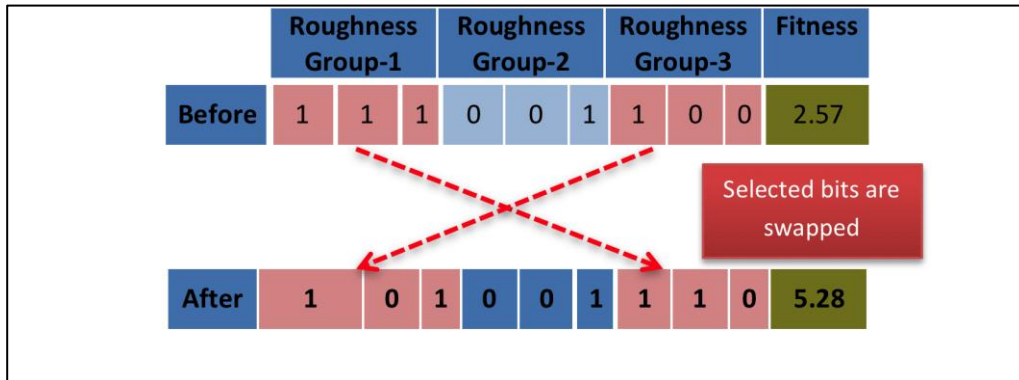 Roughness Roughness Roughness Fitness
Group-1 Group-2 Group-3
Before 1 1 1 0 0 1 1 0 0 2.57
Selected bits are
swapped
After 1 0 1 0 0 1 1 1 0 5.28